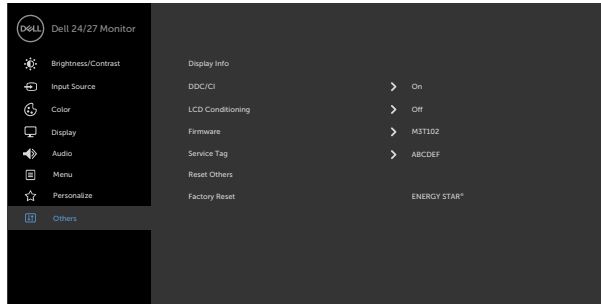 DELL Dell 24/27 Monitor
Brightness/Contrast
Input Source
Color
Display
Audio
Menu
Personalize
Others
Display Info
DDC/CI On
LCD Conditioning Off
Firmware M3T102
Service Tag ABCDEF
Reset Others
Factory Reset ENERGY STAR®